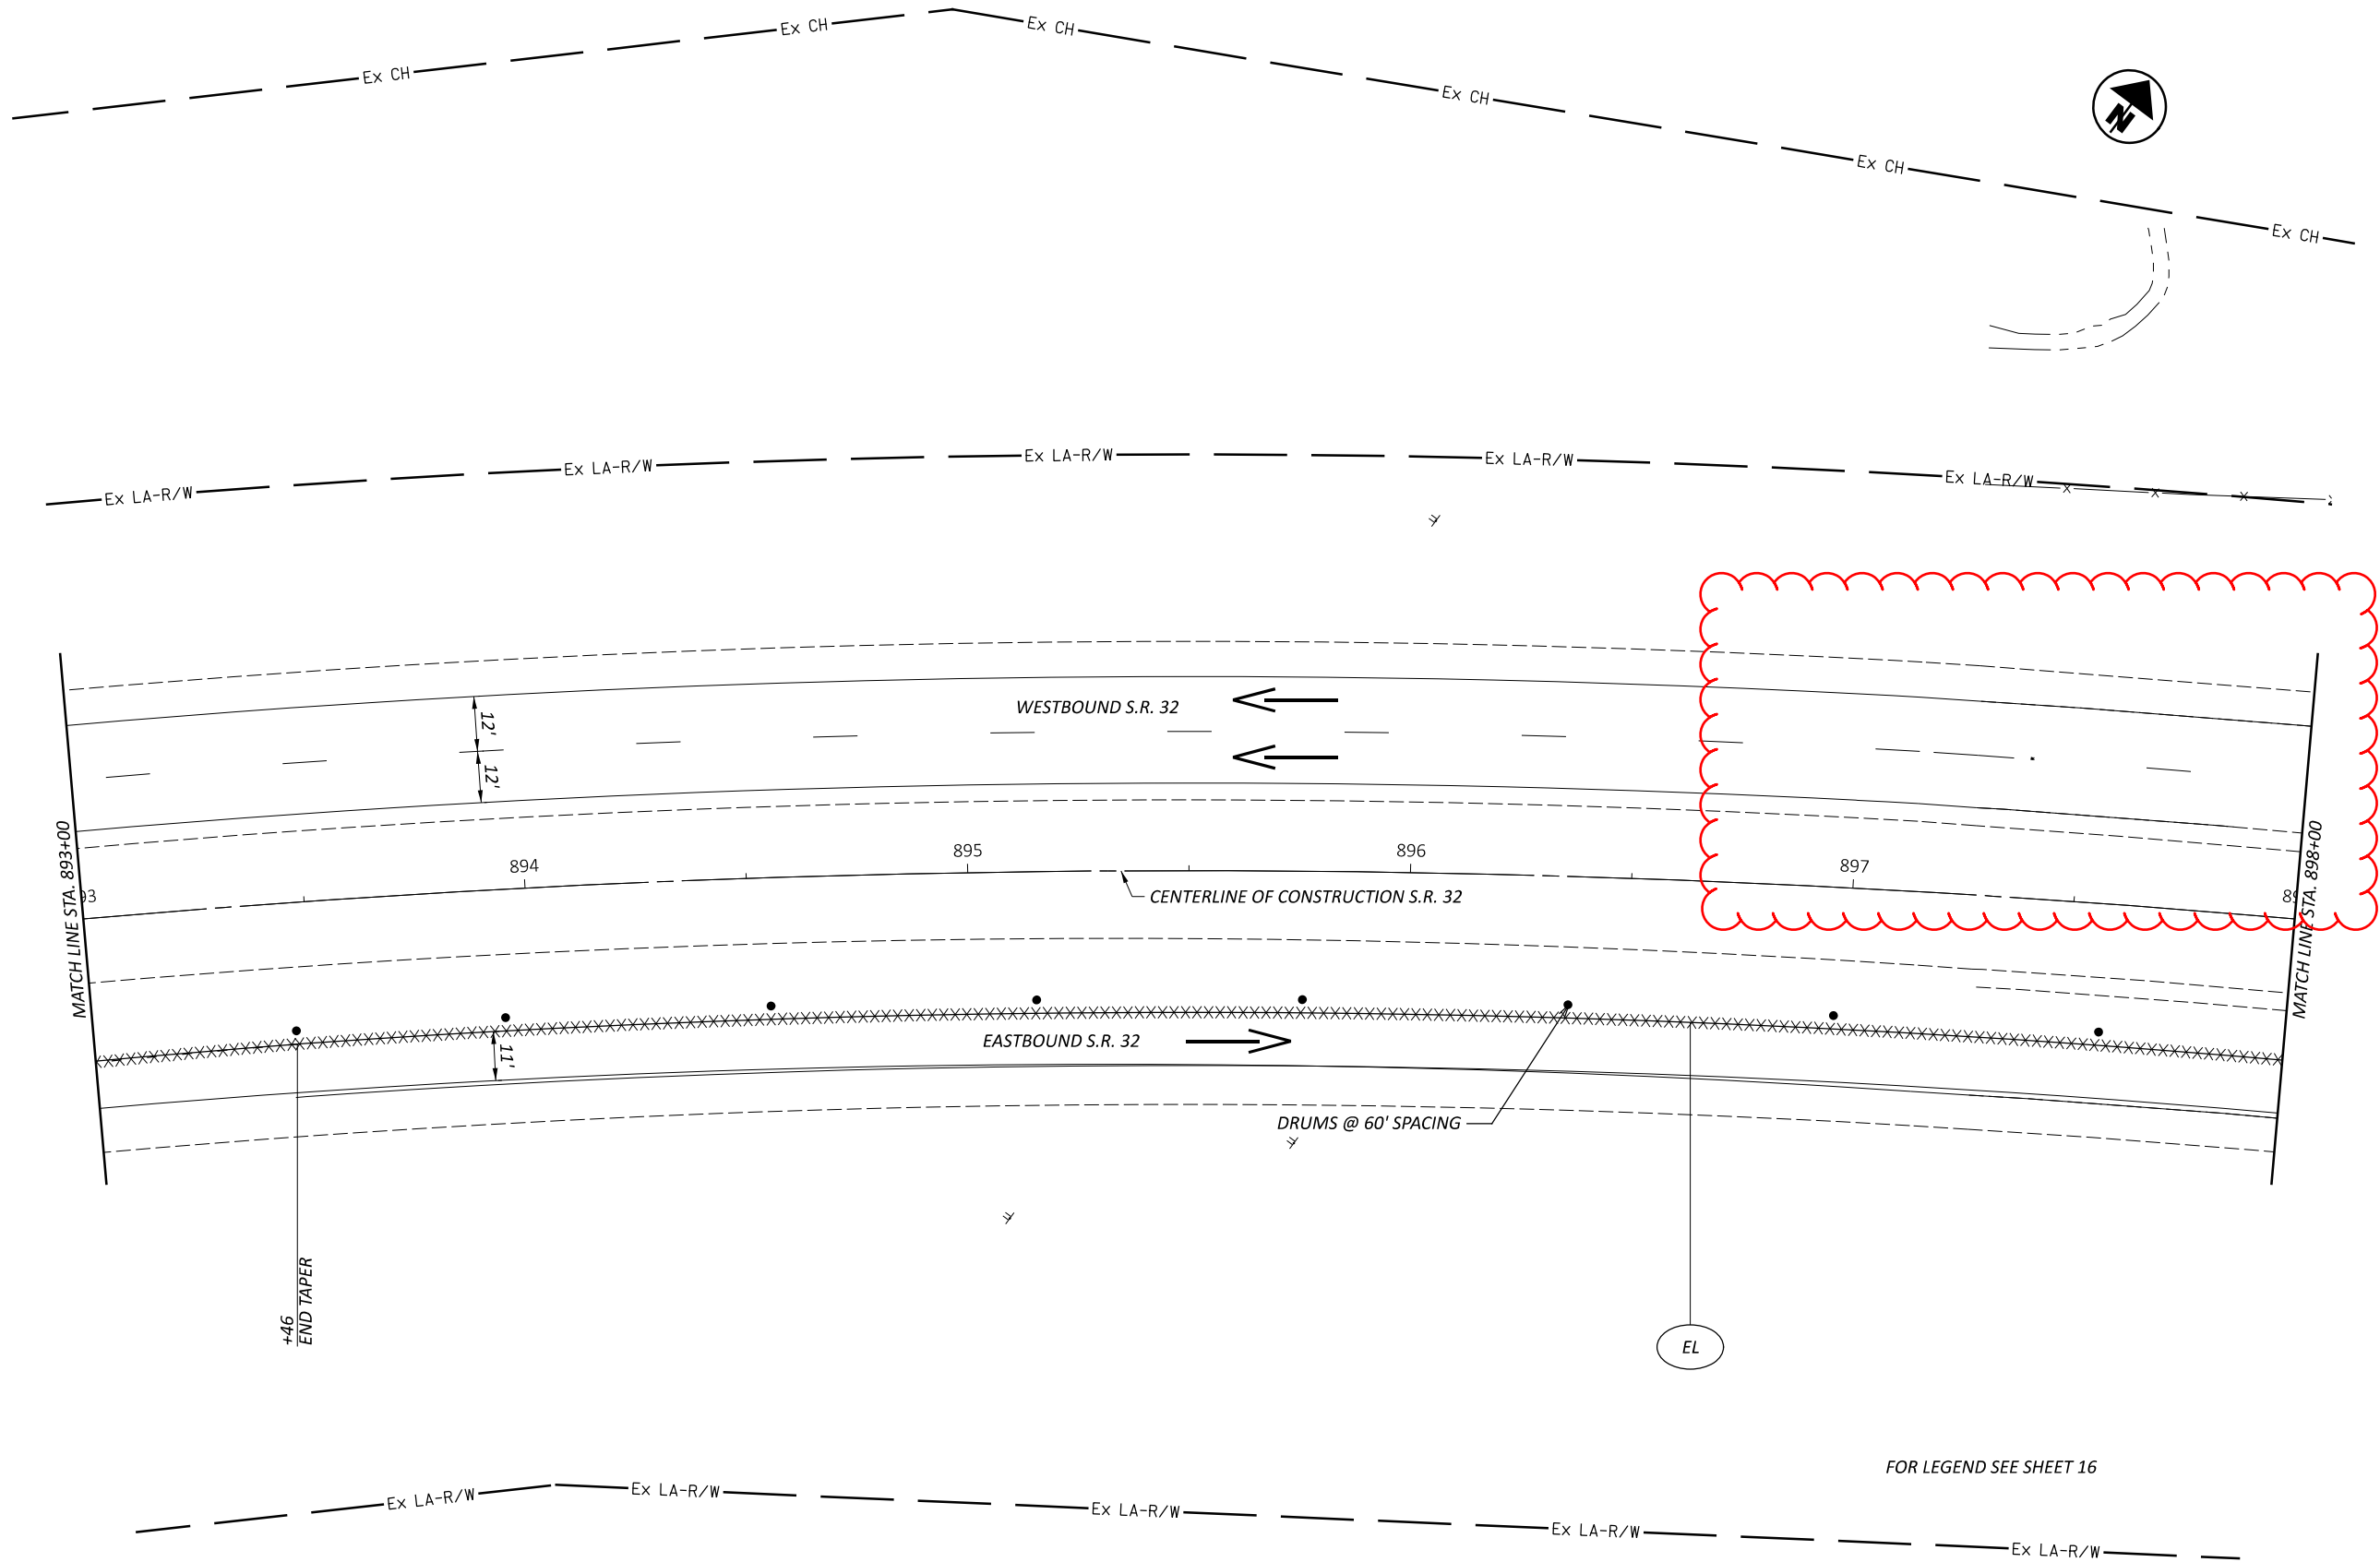 Ex CH
Ex CH
Ex CH
Ex CH
Ex CH
Ex CH
N
Ex LA-R/W
Ex LA-R/W
Ex LA-R/W
Ex LA-R/W
Ex LA-R/W
12'
12'
WESTBOUND S.R. 32
MATCH LINE STA. 893+00
894
895
896
897
CENTERLINE OF CONSTRUCTION S.R. 32
MATCH LINE STA. 898+00
11'
EASTBOUND S.R. 32
DRUMS @ 60' SPACING
+46
END TAPER
EL
FOR LEGEND SEE SHEET 16
Ex LA-R/W
Ex LA-R/W
Ex LA-R/W
Ex LA-R/W
Ex LA-R/W